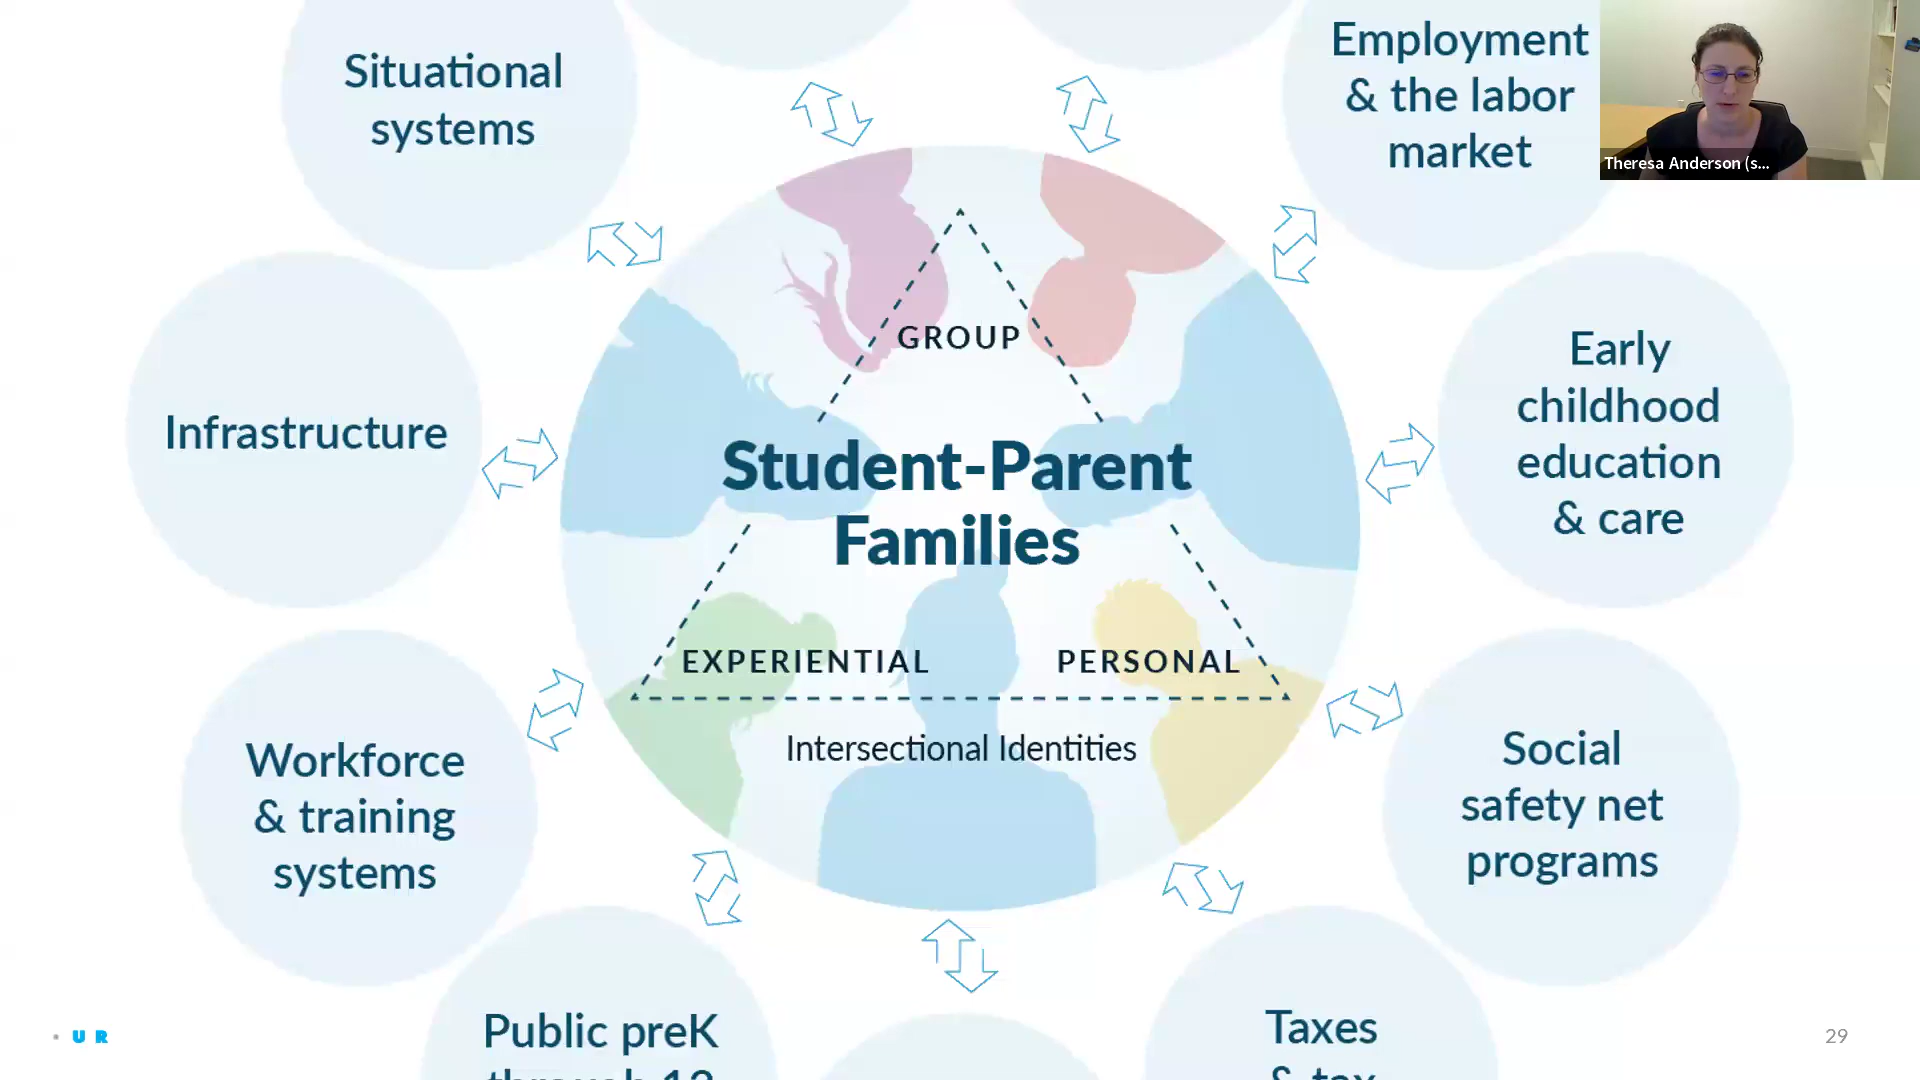 Situational
systems
Employment
& the labor
market
Theresa Anderson (s...
Infrastructure
GROUP
Early
childhood
education
& care
Student-Parent
Families
EXPERIENTIAL
PERSONAL
Intersectional Identities
Workforce
& training
systems
Social
safety net
programs
Public preK
through 12
Taxes
& tax
• U R
29